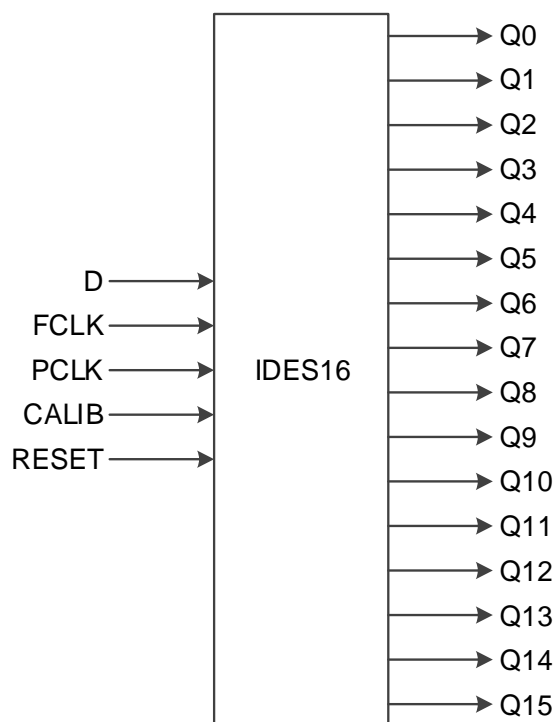 D
FCLK
PCLK
CALIB
RESET
IDES16
Q0
Q1
Q2
Q3
Q4
Q5
Q6
Q7
Q8
Q9
Q10
Q11
Q12
Q13
Q14
Q15